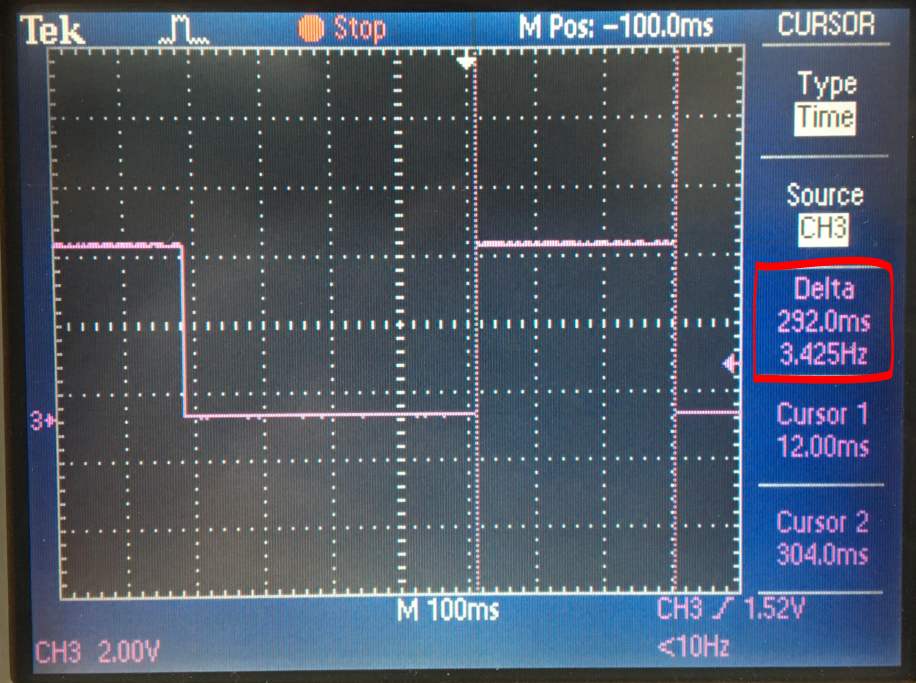 Tek Stop M Pos: -100.0ms CURSOR
Type
Time
Source
CH3
Delta
292.0ms
3.425Hz
3
Cursor 1
12.00ms
Cursor 2
304.0ms
M 100ms CH3 1.52V
CH3 2.00V <10Hz